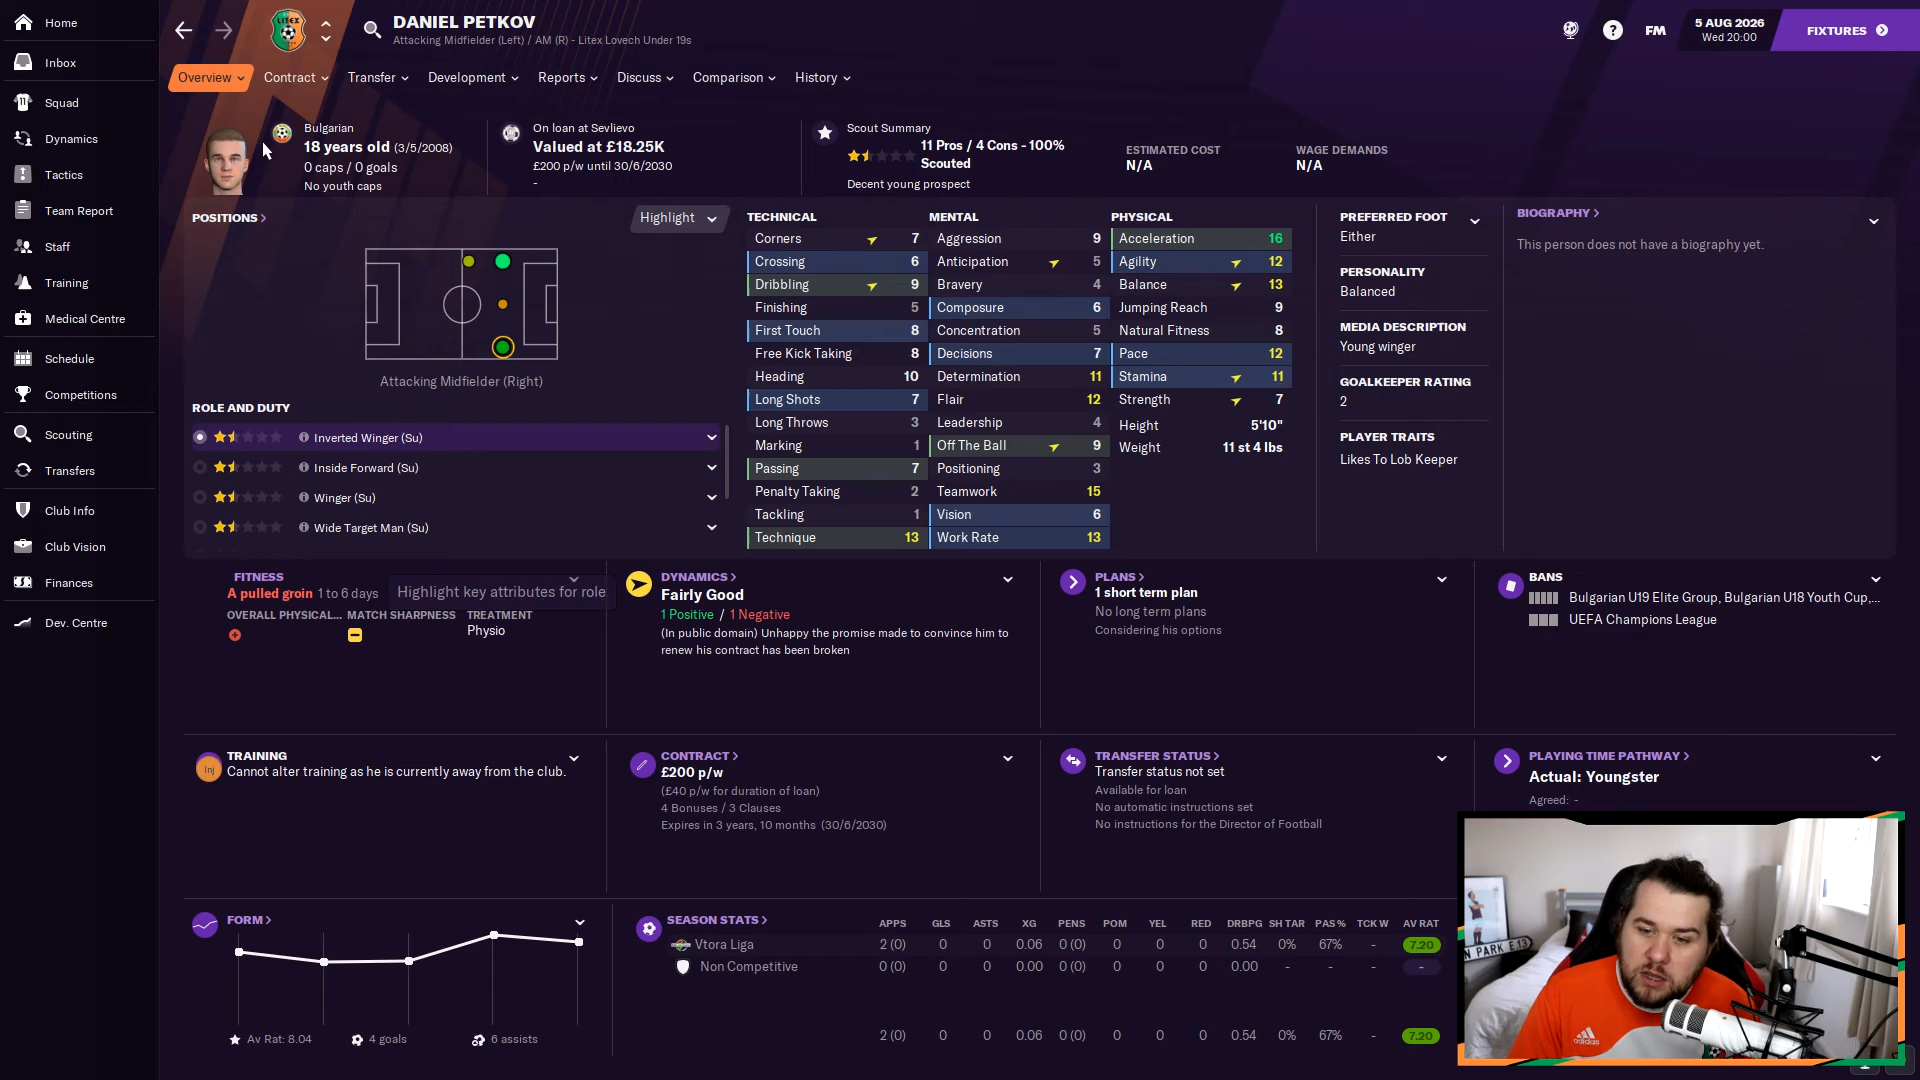 Home
Inbox
Squad
Dynamics
Tactics
Team Report
Staff
Training
Medical Centre
Schedule
Competitions
Scouting
Transfers
Club Info
Club Vision
Finances
Dev. Centre
LITEX
DANIEL PETKOV
Attacking Midfielder (Left) / AM (R) - Litex Lovech Under 19s
FM
5 AUG 2026
Wed 20:00
FIXTURES
Overview
Contract
Transfer
Development
Reports
Discuss
Comparison
History
Bulgarian
18 years old (3/5/2008)
0 caps / 0 goals
No youth caps
On loan at Sevlievo
Valued at £18.25K
£200 p/w until 30/6/2030
-
Scout Summary
11 Pros / 4 Cons - 100% Scouted
Decent young prospect
ESTIMATED COST
N/A
WAGE DEMANDS
N/A
POSITIONS
Highlight
Attacking Midfielder (Right)
ROLE AND DUTY
Inverted Winger (Su)
Inside Forward (Su)
Winger (Su)
Wide Target Man (Su)
TECHNICAL
Corners 7
Crossing 6
Dribbling 9
Finishing 5
First Touch 8
Free Kick Taking 8
Heading 10
Long Shots 7
Long Throws 3
Marking 1
Passing 7
Penalty Taking 2
Tackling 1
Technique 13
MENTAL
Aggression 9
Anticipation 5
Bravery 4
Composure 6
Concentration 5
Decisions 7
Determination 11
Flair 12
Leadership 4
Off The Ball 9
Positioning 3
Teamwork 15
Vision 6
Work Rate 13
PHYSICAL
Acceleration 16
Agility 12
Balance 13
Jumping Reach 9
Natural Fitness 8
Pace 12
Stamina 11
Strength 7
Height 5'10"
Weight 11 st 4 lbs
PREFERRED FOOT
Either
PERSONALITY
Balanced
MEDIA DESCRIPTION
Young winger
GOALKEEPER RATING
2
PLAYER TRAITS
Likes To Lob Keeper
BIOGRAPHY
This person does not have a biography yet.
FITNESS
A pulled groin 1 to 6 days
Highlight key attributes for role
OVERALL PHYSICAL... MATCH SHARPNESS TREATMENT
Physio
DYNAMICS
Fairly Good
1 Positive / 1 Negative
(In public domain) Unhappy the promise made to convince him to
renew his contract has been broken
PLANS
1 short term plan
No long term plans
Considering his options
BANS
Bulgarian U19 Elite Group, Bulgarian U18 Youth Cup,...
UEFA Champions League
TRAINING
Inj
Cannot alter training as he is currently away from the club.
CONTRACT
£200 p/w
(£40 p/w for duration of loan)
4 Bonuses / 3 Clauses
Expires in 3 years, 10 months (30/6/2030)
TRANSFER STATUS
Transfer status not set
Available for loan
No automatic instructions set
No instructions for the Director of Football
PLAYING TIME PATHWAY
Actual: Youngster
Agreed: -
FORM
Av Rat: 8.04
4 goals
6 assists
SEASON STATS
APPS GLS ASTS XG PENS POM YEL RED DRBPG SH TAR PAS % TCK W AV RAT
Vtora Liga 2 (0) 0 0 0.06 0 (0) 0 0 0 0.54 0% 67% - 7.20
Non Competitive 0 (0) 0 0 0.00 0 (0) 0 0 0 0.00 - - - -
2 (0) 0 0 0.06 0 (0) 0 0 0 0.54 0% 67% - 7.20
N PARK E.13
adidas